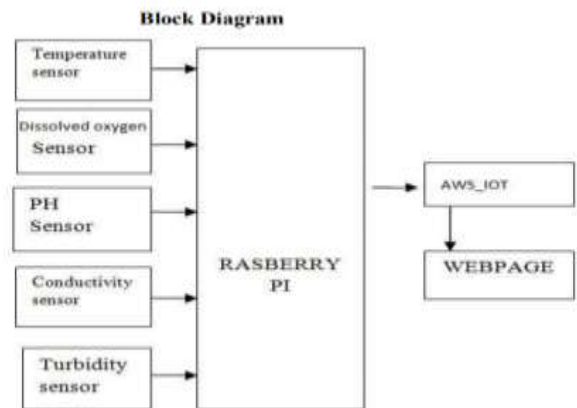 Block Diagram
Temperature
sensor
Dissolved oxygen
Sensor
PH
Sensor
Conductivity
sensor
Turbidity
sensor
RASBERRY
PI
AWS_IOT
WEBPAGE